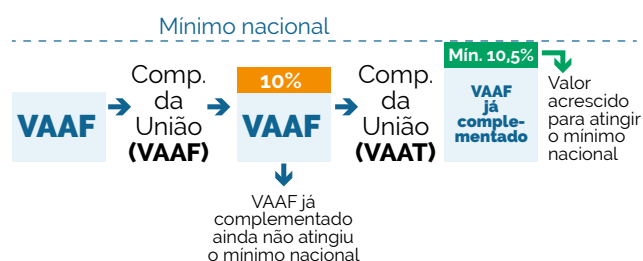 Mínimo nacional
VAAF
Comp.
da
União
(VAAF)
10%
VAAF
VAAF já
complementado
ainda não atingiu
o mínimo nacional
Comp.
da
União
(VAAT)
Mín. 10,5%
VAAF
já
comple-
mentado
Valor
acrescido
para atingir
o mínimo
nacional